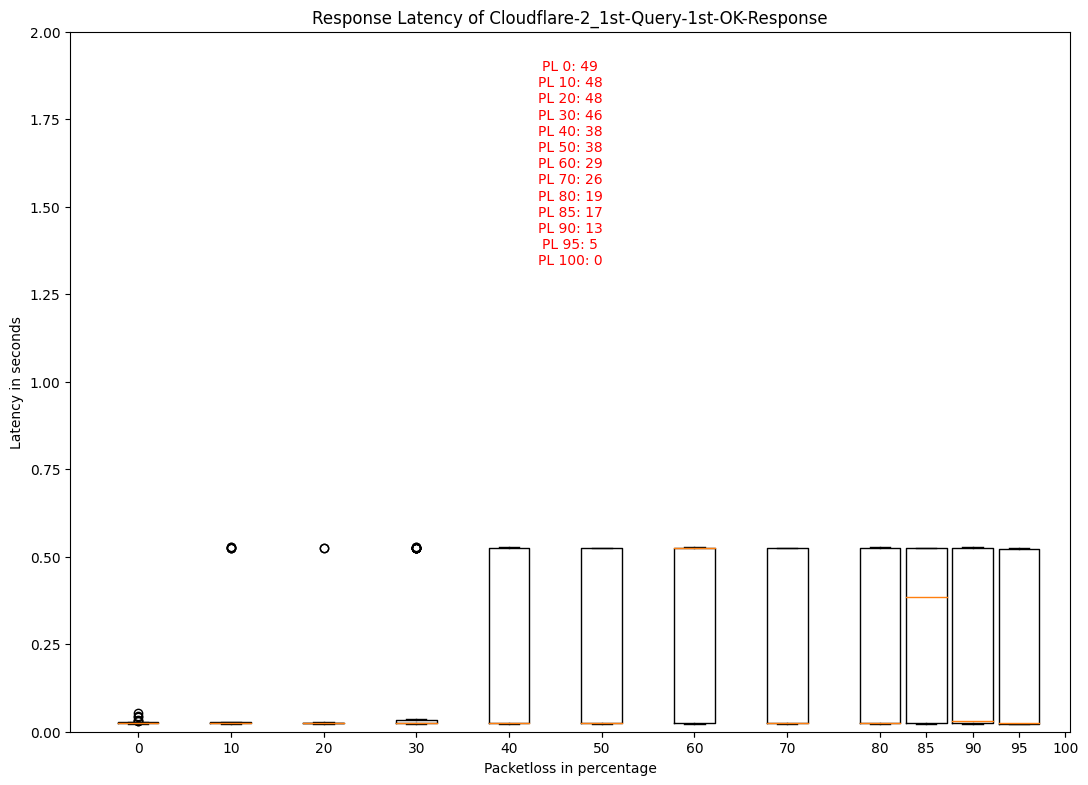 Response Latency of Cloudflare-2_1st-Query-1st-OK-Response
2.00
1.75
1.50
1.25
1.00
0.75
0.50
0.25
0.00
Latency in seconds
PL 0: 49
PL 10: 48
PL 20: 48
PL 30: 46
PL 40: 38
PL 50: 38
PL 60: 29
PL 70: 26
PL 80: 19
PL 85: 17
PL 90: 13
PL 95: 5
PL 100: 0
0 10 20 30 40 50 60 70 80 85 90 95 100
Packetloss in percentage